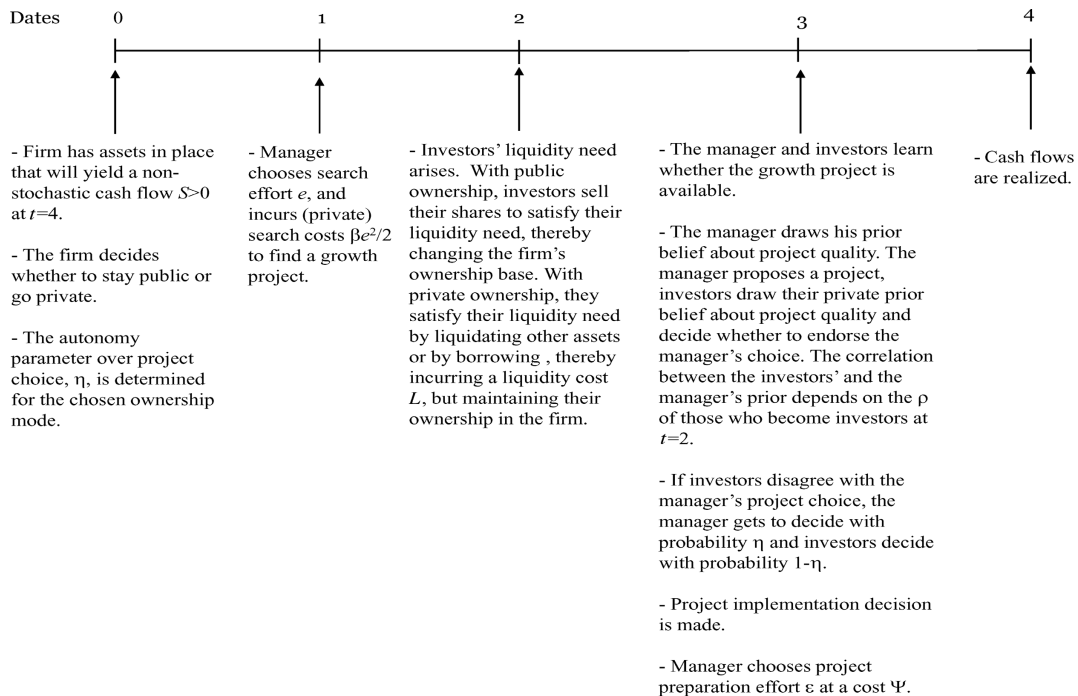 Dates 0 1 2 3 4
- Firm has assets in place
that will yield a non-
stochastic cash flow S>0
at t=4.
- The firm decides
whether to stay public or
go private.
- The autonomy
parameter over project
choice, η, is determined
for the chosen ownership
mode.
- Manager
chooses search
effort e, and
incurs (private)
search costs βe²/2
to find a growth
project.
- Investors' liquidity need
arises. With public
ownership, investors sell
their shares to satisfy their
liquidity need, thereby
changing the firm's
ownership base. With
private ownership, they
satisfy their liquidity need
by liquidating other assets
or by borrowing , thereby
incurring a liquidity cost
L, but maintaining their
ownership in the firm.
- The manager and investors learn
whether the growth project is
available.
- The manager draws his prior
belief about project quality. The
manager proposes a project,
investors draw their private prior
belief about project quality and
decide whether to endorse the
manager's choice. The correlation
between the investors' and the
manager's prior depends on the ρ
of those who become investors at
t=2.
- If investors disagree with the
manager's project choice, the
manager gets to decide with
probability η and investors decide
with probability 1-η.
- Project implementation decision
is made.
- Manager chooses project
preparation effort ε at a cost Ψ.
- Cash flows
are realized.